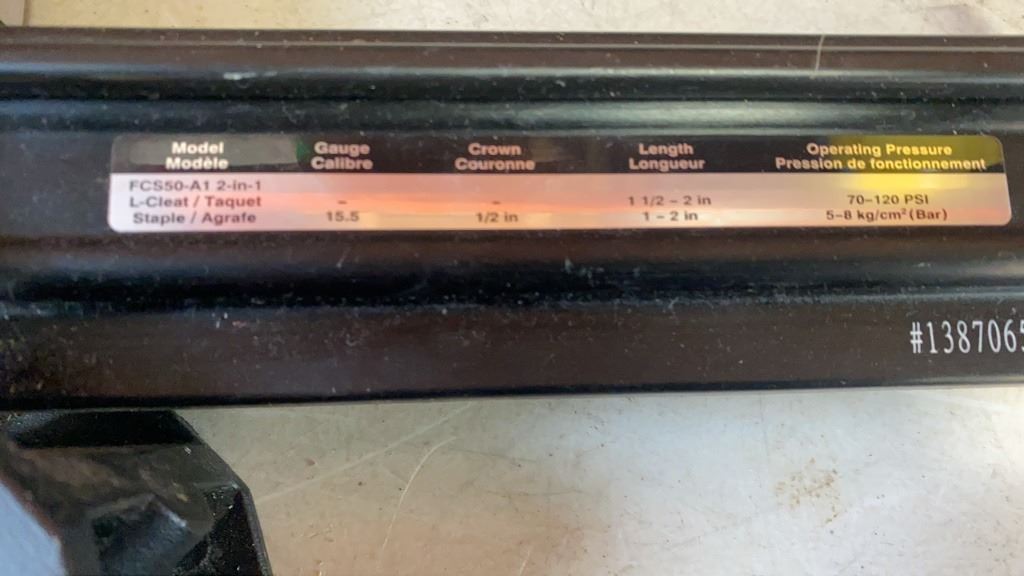 Model Gauge Crown Length Operating Pressure
Modèle Calibre Couronne Longueur Pression de fonctionnement
FCS50-A1 2-in-1
L-Cleat / Taquet – – 1 1/2 – 2 in 70–120 PSI
Staple / Agrafe 15.5 1/2 in 1 – 2 in 5–8 kg/cm² (Bar)
#1387065